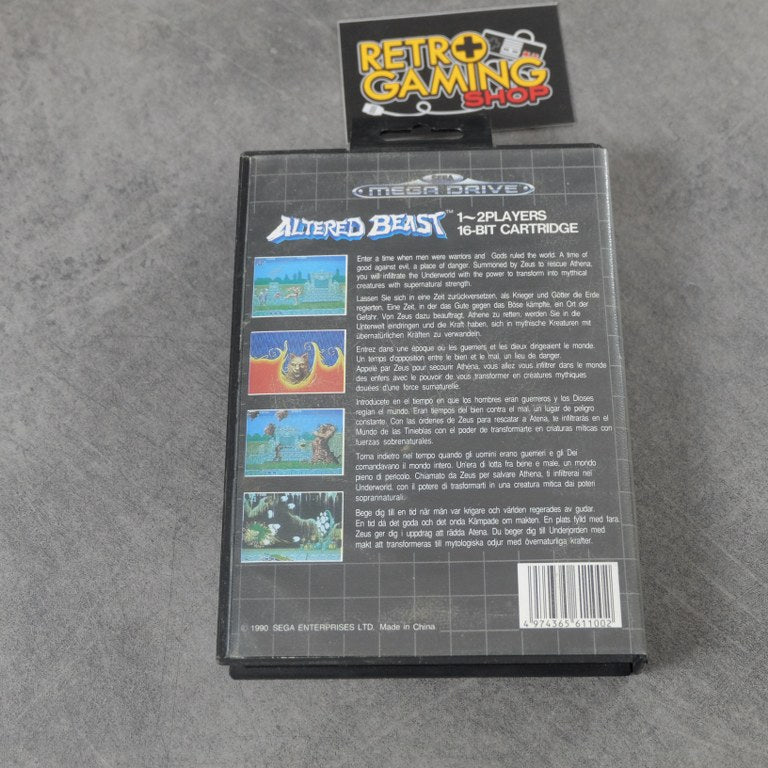 RETRO
GAMING
SHOP
SEGA
MEGA DRIVE
ALTERED BEAST™
1~2PLAYERS
16-BIT CARTRIDGE
Enter a time when men were warriors and Gods ruled the world. A time of
good against evil, a place of danger. Summoned by Zeus to rescue Athena,
you will infiltrate the Underworld with the power to transform into mythical
creatures with supernatural strength.
Lassen Sie sich in eine Zeit zurückversetzen, als Krieger und Götter die Erde
regierten. Eine Zeit, in der das Gute gegen das Böse kämpfte, ein Ort der
Gefahr. Von Zeus dazu beauftragt, Athene zu retten, werden Sie in die
Unterwelt eindringen und die Kraft haben, sich in mythische Kreaturen mit
übernatürlichen Kräften zu verwandeln.
Entrez dans une époque où les guerriers et les dieux dirigeaient le monde.
Un temps d'opposition entre le bien et le mal, un lieu de danger.
Appelé par Zeus pour secourir Athéna, vous allez vous infiltrer dans le monde
des enfers avec le pouvoir de vous transformer en créatures mythiques
douées d'une force surnaturelle.
Introducete en el tiempo en que los hombres eran guerreros y los Dioses
regían el mundo. Eran tiempos del bien contra el mal, un lugar de peligro
constante. Con las órdenes de Zeus para rescatar a Atena, te infiltrarás en el
Mundo de las Tinieblas con el poder de transformarte en criaturas míticas con
fuerzas sobrenaturales.
Torna indietro nel tempo quando gli uomini erano guerrieri e gli Dei
comandavano il mondo intero. Un'era di lotta fra bene e male, un mondo
pieno di pericolo. Chiamato da Zeus per salvare Athena, ti infiltrerai nel
Underworld, con il potere di trasformarti in una creatura mitica dai poteri
soprannaturali.
Bege dig till en tid när män var krigare och världen regerades av gudar.
En tid då det goda och det onda Kämpade om makten. En plats fylld med fara.
Zeus ger dig i uppdrag att rädda Atena. Du beger dig till Underjorden med
makt att transformeras till mytologiska odjur med övernaturliga krafter.
© 1990 SEGA ENTERPRISES LTD. Made in China
4 974365 611002